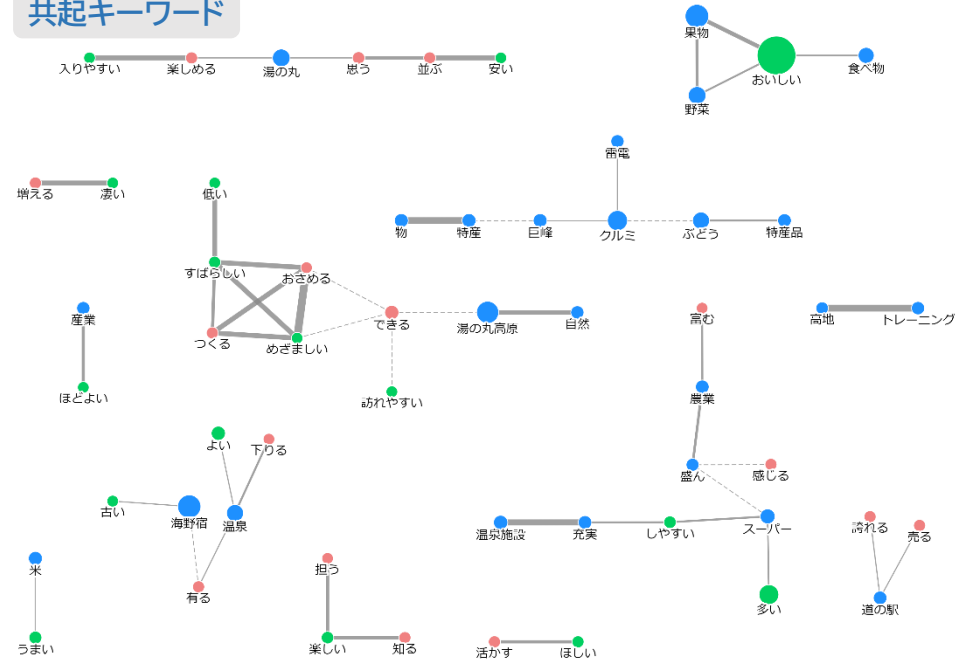 共起キーワード
入りやすい
楽しめる
湯の丸
思う
並ぶ
安い
果物
おいしい
食べ物
野菜
雷電
増える
凄い
低い
物
特産
巨峰
クルミ
ぶどう
特産品
すばらしい
おさめる
産業
できる
湯の丸高原
自然
富む
高地
トレーニング
つくる
めざましい
ほどよい
訪れやすい
農業
よい
下りる
盛ん
感じる
古い
海野宿
温泉
温泉施設
充実
しやすい
スーパー
誇れる
売る
米
担う
有る
多い
道の駅
うまい
楽しい
知る
活かす
ほしい